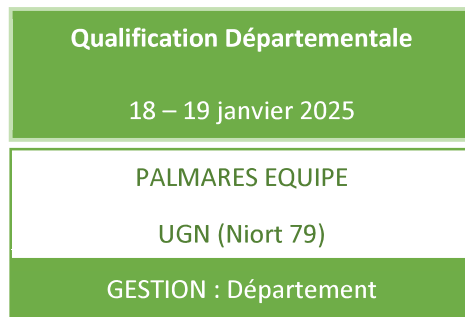 Qualification Départementale
18 – 19 janvier 2025
PALMARES EQUIPE
UGN (Niort 79)
GESTION : Département